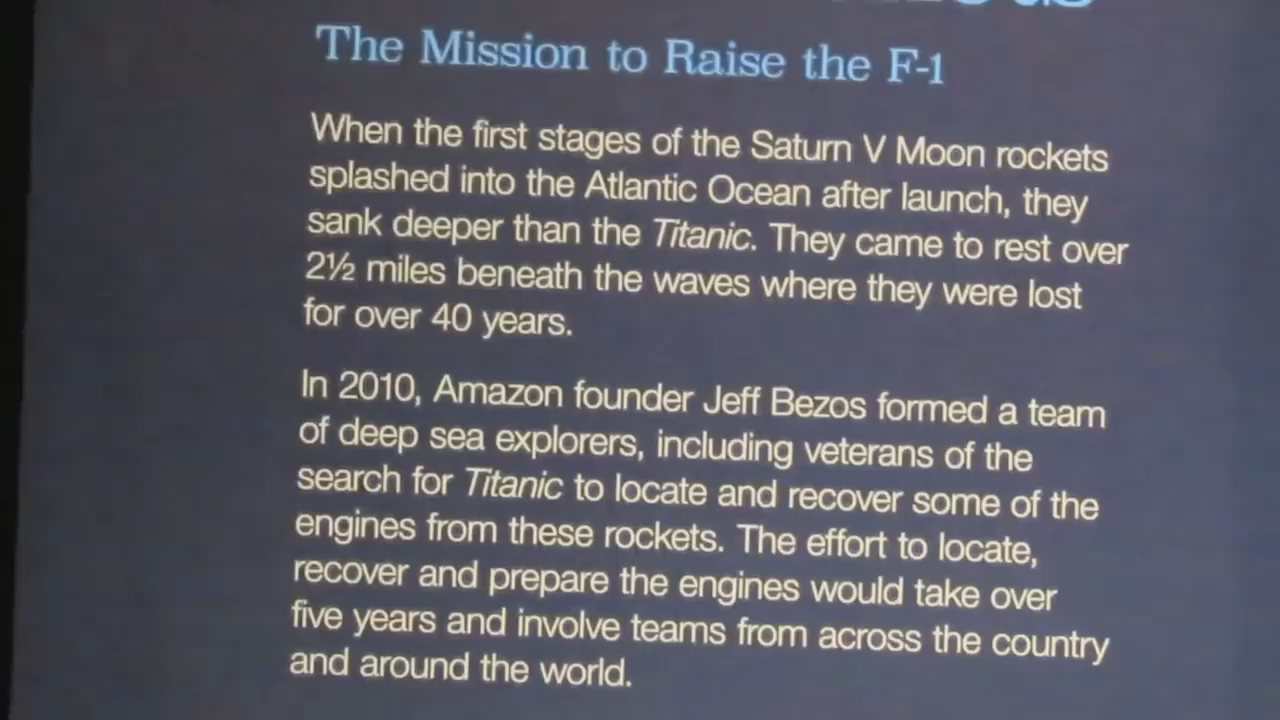 The Mission to Raise the F-1
When the first stages of the Saturn V Moon rockets
splashed into the Atlantic Ocean after launch, they
sank deeper than the Titanic. They came to rest over
2½ miles beneath the waves where they were lost
for over 40 years.
In 2010, Amazon founder Jeff Bezos formed a team
of deep sea explorers, including veterans of the
search for Titanic to locate and recover some of the
engines from these rockets. The effort to locate,
recover and prepare the engines would take over
five years and involve teams from across the country
and around the world.